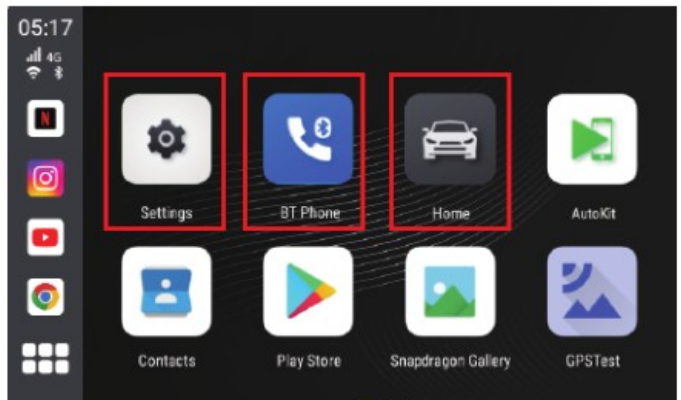 05:17
4G
N
Settings
BT Phone
Home
AutoKit
Contacts
Play Store
Snapdragon Gallery
GPSTest